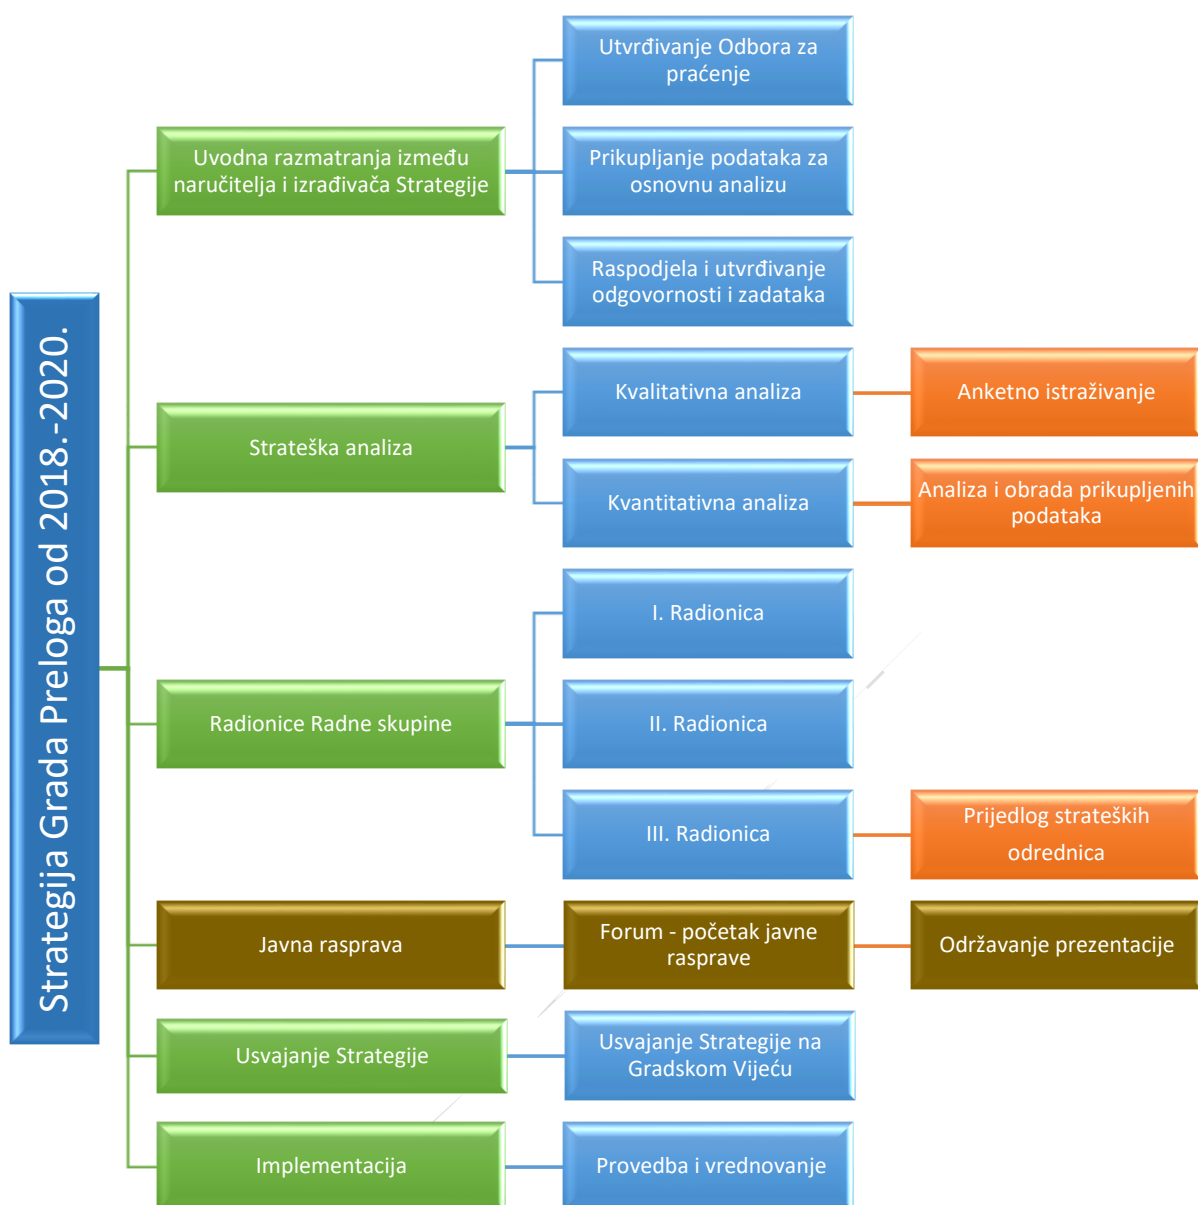 Strategija Grada Preloga od 2018.-2020.
Uvodna razmatranja između
naručitelja i izrađivača Strategije
Utvrđivanje Odbora za
praćenje
Prikupljanje podataka za
osnovnu analizu
Raspodjela i utvrđivanje
odgovornosti i zadataka
Strateška analiza
Kvalitativna analiza
Anketno istraživanje
Kvantitativna analiza
Analiza i obrada prikupljenih
podataka
Radionice Radne skupine
I. Radionica
II. Radionica
III. Radionica
Prijedlog strateških
odrednica
Javna rasprava
Forum - početak javne
rasprave
Održavanje prezentacije
Usvajanje Strategije
Usvajanje Strategije na
Gradskom Vijeću
Implementacija
Provedba i vrednovanje